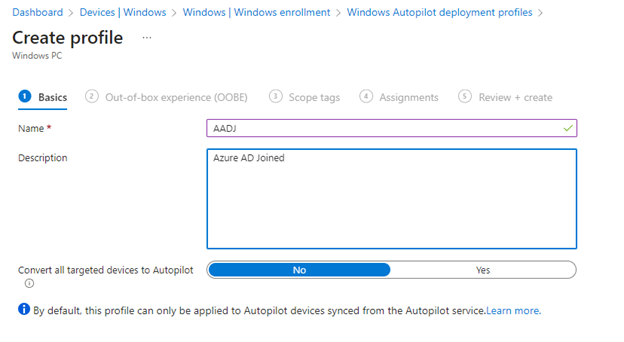 Dashboard > Devices | Windows > Windows | Windows enrollment > Windows Autopilot deployment profiles >
Create profile ...
Windows PC
1 Basics 2 Out-of-box experience (OOBE) 3 Scope tags 4 Assignments 5 Review + create
Name * AADJ
Description Azure AD Joined
Convert all targeted devices to Autopilot No Yes
By default, this profile can only be applied to Autopilot devices synced from the Autopilot service.Learn more.